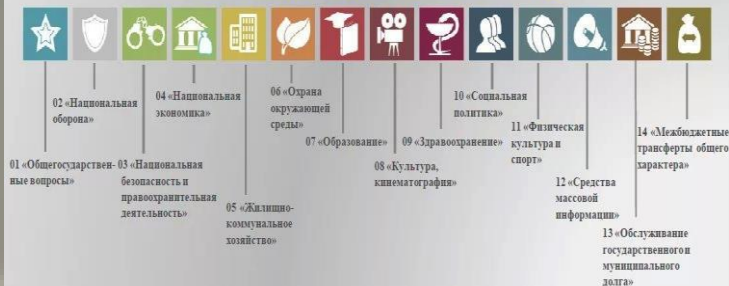 01 «Общегосударствен-
ные вопросы»
02 «Национальная
оборона»
03 «Национальная
безопасность и
правоохранительная
деятельность»
04 «Национальная
экономика»
05 «Жилищно-
коммунальное
хозяйство»
06 «Охрана
окружающей
среды»
07 «Образование»
08 «Культура,
кинематография»
09 «Здравоохранение»
10 «Социальная
политика»
11 «Физическая
культура и
спорт»
12 «Средства
массовой
информации»
13 «Обслуживание
государственного и
муниципального
долга»
14 «Межбюджетные
трансферты общего
характера»